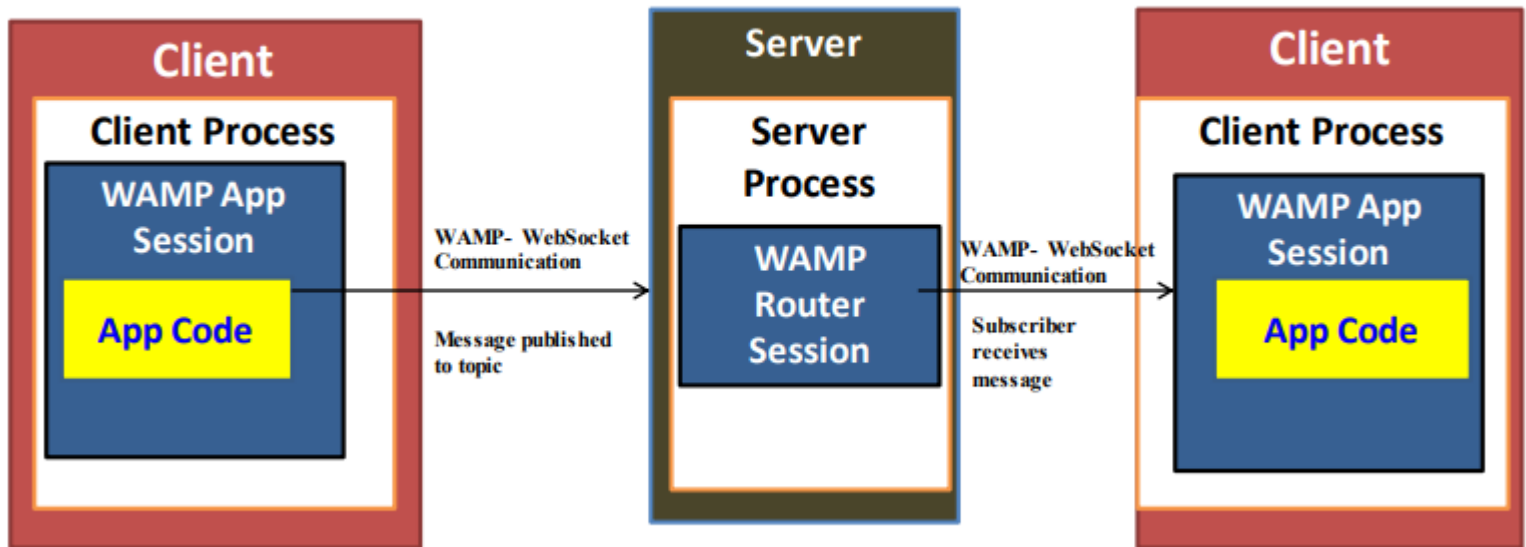 Client
Client Process
WAMP App
Session
App Code
WAMP- WebSocket
Communication
Message published
to topic
Server
Server
Process
WAMP
Router
Session
WAMP- WebSocket
Communication
Subscriber
receives
message
Client
Client Process
WAMP App
Session
App Code